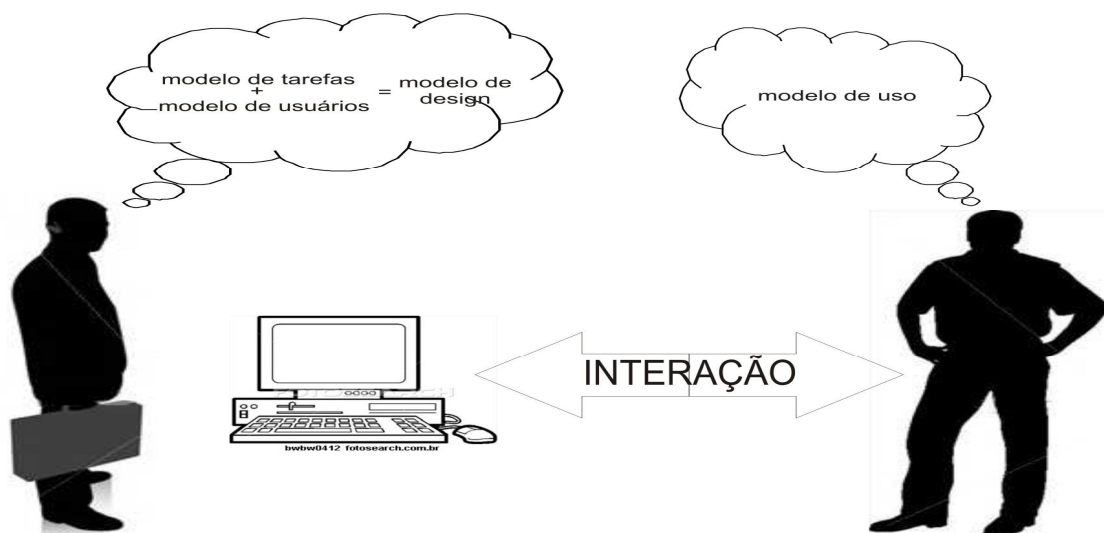 modelo de tarefas
+
modelo de usuários
= modelo de
design
modelo de uso
INTERAÇÃO
bwbw0412 fotosearch.com.br